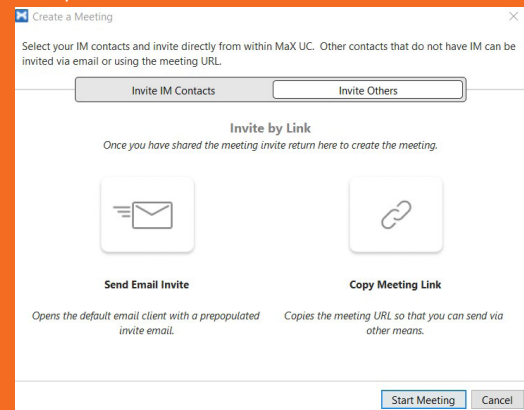 Create a Meeting
Select your IM contacts and invite directly from within MaX UC. Other contacts that do not have IM can be
invited via email or using the meeting URL.
Invite IM Contacts
Invite Others
Invite by Link
Once you have shared the meeting invite return here to create the meeting.
Send Email Invite
Copy Meeting Link
Opens the default email client with a prepopulated
invite email.
Copies the meeting URL so that you can send via
other means.
Start Meeting
Cancel